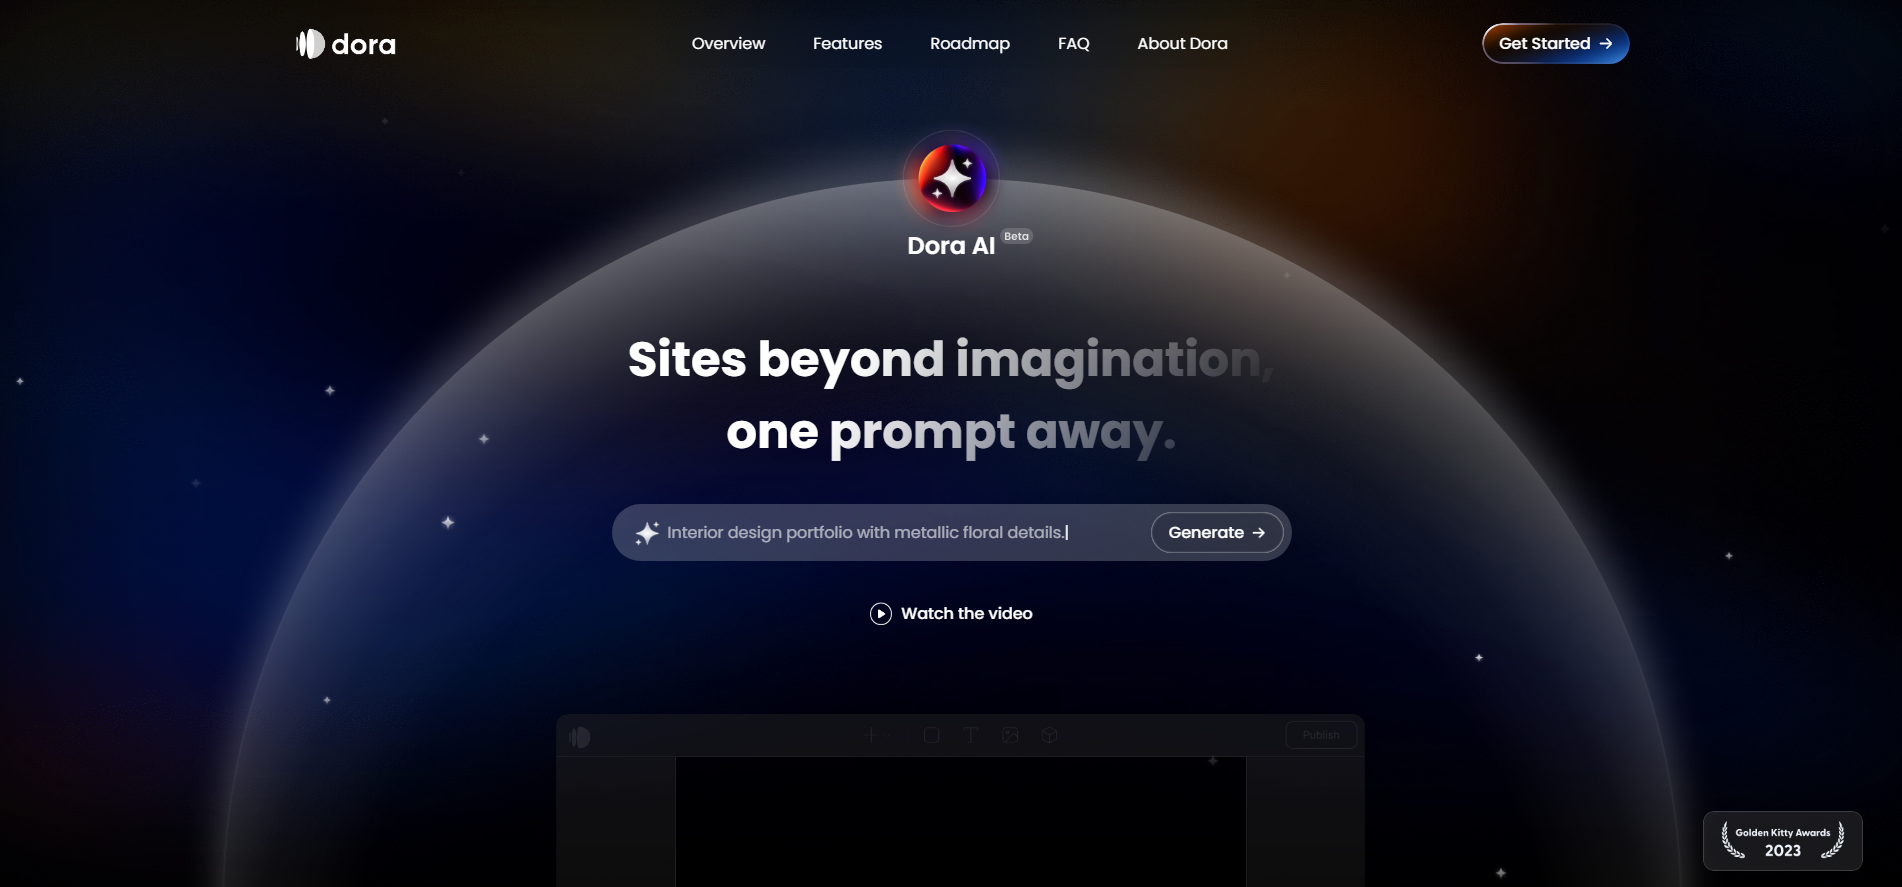 dora
Overview
Features
Roadmap
FAQ
About Dora
Get Started
Dora AI
Beta
Sites beyond imagination,
one prompt away.
Interior design portfolio with metallic floral details.
Generate
Watch the video
Publish
Golden Kitty Awards
2023